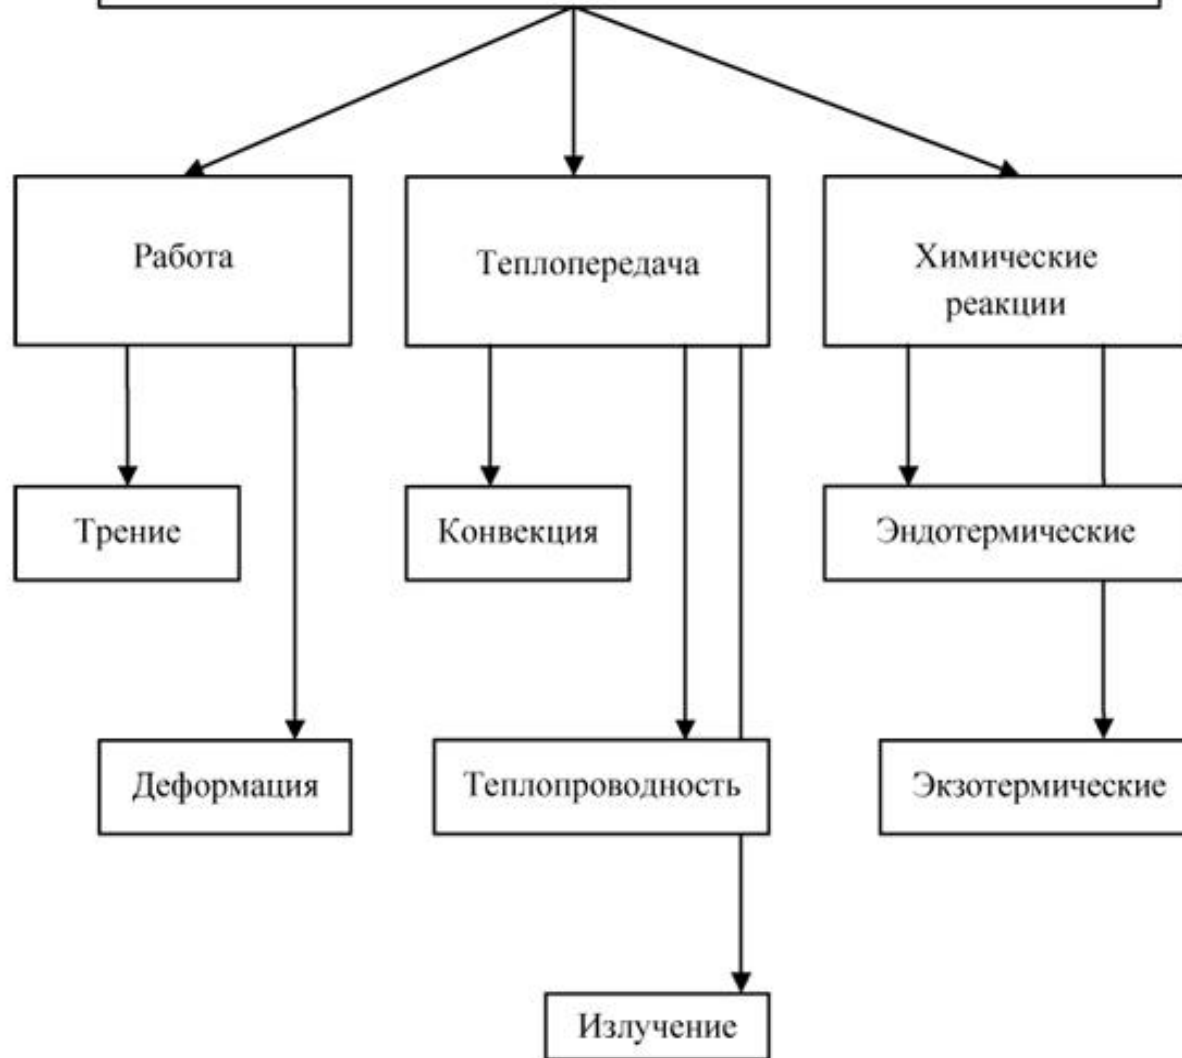 Работа
Теплопередача
Химические
реакции
Трение
Конвекция
Эндотермические
Деформация
Теплопроводность
Экзотермические
Излучение